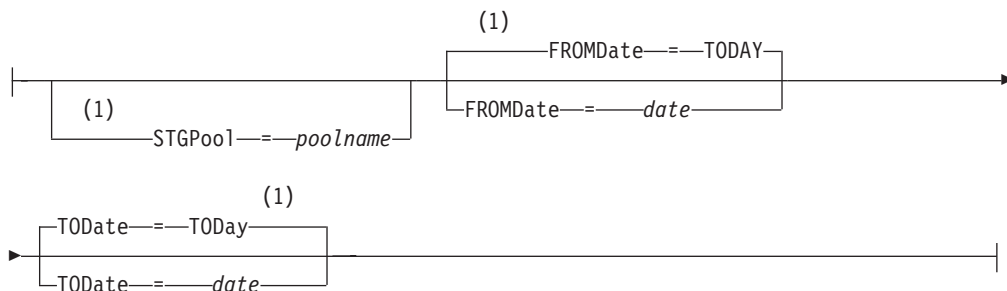 (1)
FROMDate = TODAY
(1)
FROMDate = date
STGPool = poolname
(1)
TODate = TODay
TODate = date